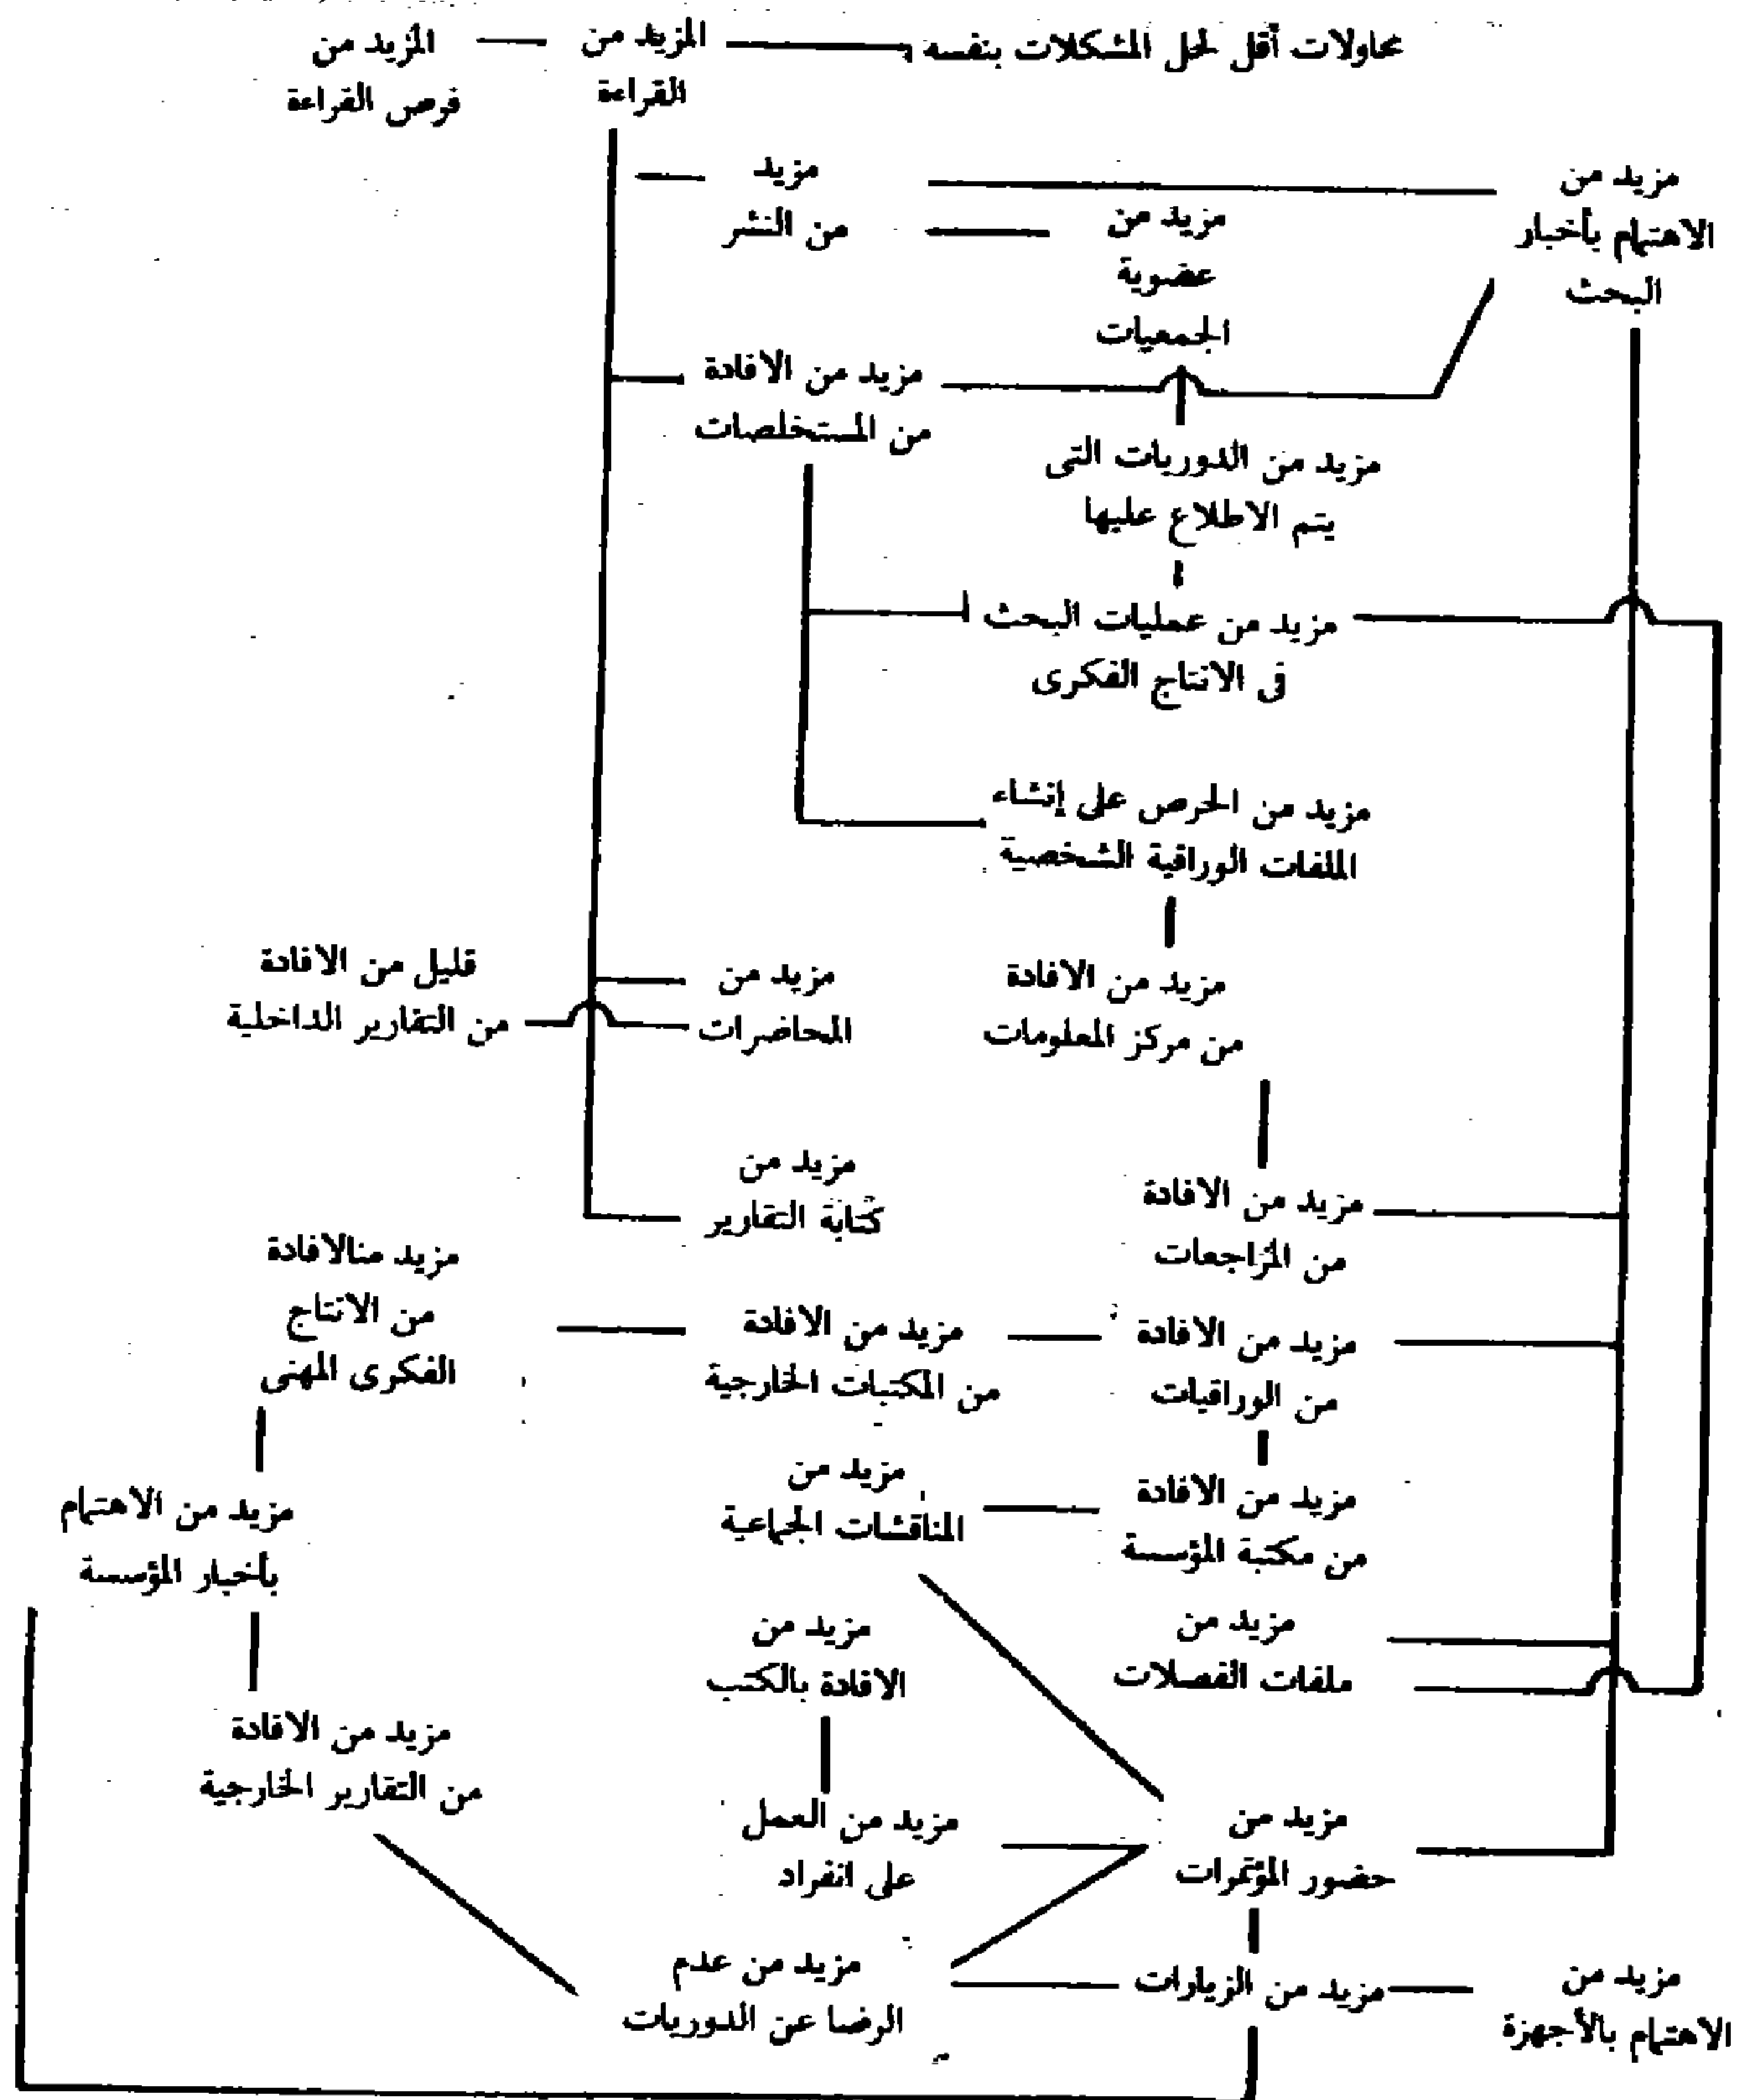 محاولات أقل لحل المشكلات بنفسه
المزيد من
القراءة
المزيد من
فرص القراءة
مزيد من
الاهتمام بأخبار
البحث
مزيد
من النشر
مزيد من
عضوية
الجمعيات
مزيد من الافادة
من المستخلصات
مزيد من الدوريات التى
يتم الاطلاع عليها
مزيد من عمليات البحث
فى الانتاج الفكرى
مزيد من الحرص على إنشاء
الملفات الوراقية الشخصية
مزيد من الافادة
من مركز المعلومات
مزيد من
المحاضرات
قليل من الافادة
من التقارير الداخلية
مزيد من الافادة
من المراجعات
مزيد من
كتابة التقارير
مزيد منالافادة
من الانتاج
الفكرى المهنى
مزيد من الافادة
من الوراقيات
مزيد من الافادة
من المكتبات الخارجية
مزيد من الافادة
من مكتبة المؤسسة
مزيد من
المناقشات الجماعية
مزيد من الاهتمام
بأخبار المؤسسة
مزيد من
ملفات الفصلات
مزيد من
الافادة بالكتب
مزيد من الافادة
من التقارير الخارجية
مزيد من
حضور المؤتمرات
مزيد من العمل
على انفراد
مزيد من
الاهتمام بالأجهزة
مزيد من الزيارات
مزيد من عدم
الرضا عن الدوريات